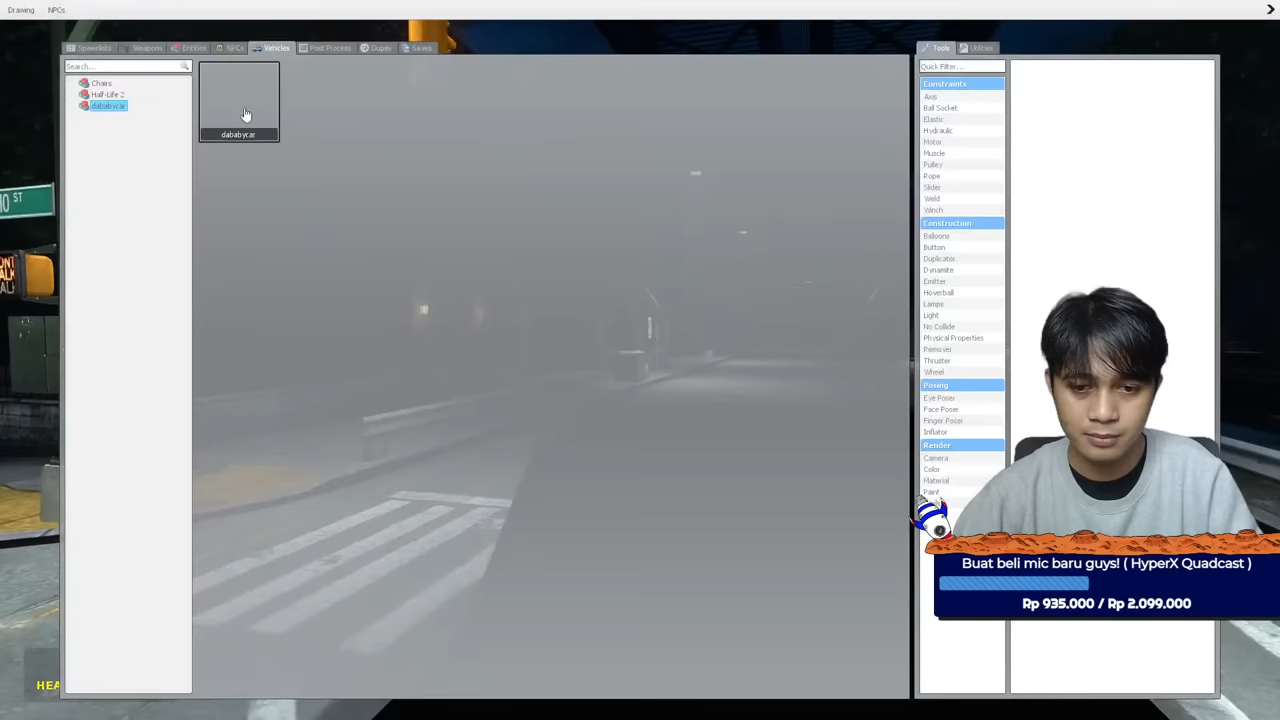 Drawing NPCs
Spawnlists Weapons Entities NPCs Vehicles Post Process Dupes Saves
Search...
Chairs
Half-Life 2
dababycar
dababycar
Tools Utilities
Quick Filter...
Constraints
Axis
Ball Socket
Elastic
Hydraulic
Motor
Muscle
Pulley
Rope
Slider
Weld
Winch
Construction
Balloons
Button
Duplicator
Dynamite
Emitter
Hoverball
Lamps
Light
No Collide
Physical Properties
Remover
Thruster
Wheel
Posing
Eye Poser
Face Poser
Finger Poser
Inflator
Render
Camera
Color
Material
Paint
Buat beli mic baru guys! ( HyperX Quadcast )
Rp 935.000 / Rp 2.099.000
ST
HEA